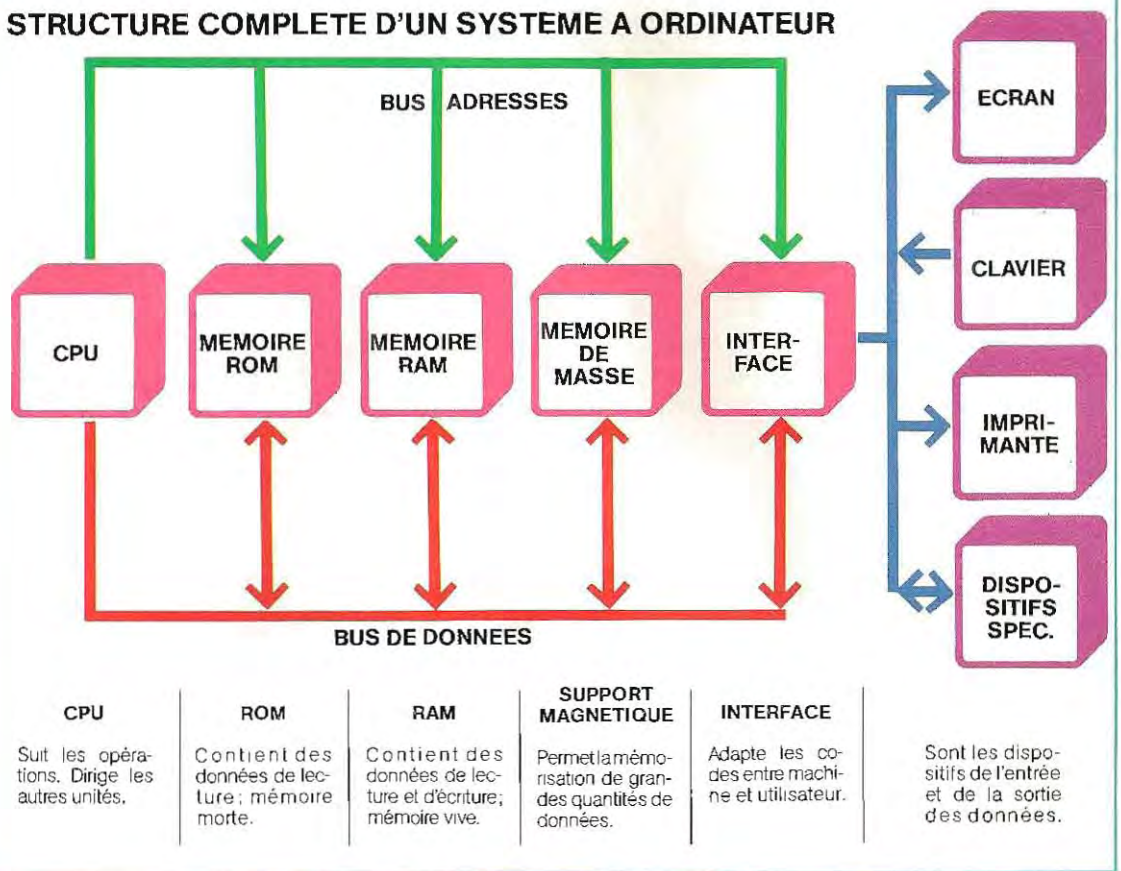 STRUCTURE COMPLETE D'UN SYSTEME A ORDINATEUR
BUS ADRESSES
ECRAN
CLAVIER
CPU
MEMOIRE
ROM
MEMOIRE
RAM
MEMOIRE
DE
MASSE
INTER-
FACE
IMPRI-
MANTE
DISPO-
SITIFS
SPEC.
BUS DE DONNEES
CPU
Suit les opéra-
tions. Dirige les
autres unités.
ROM
Contient des
données de lec-
ture; mémoire
morte.
RAM
Contient des
données de lec-
ture et d'écriture;
mémoire vive.
SUPPORT
MAGNETIQUE
Permet la mémo-
risation de gran-
des quantités de
données.
INTERFACE
Adapte les co-
des entre machi-
ne et utilisateur.
Sont les dispo-
sitifs de l'entrée
et de la sortie
des données.